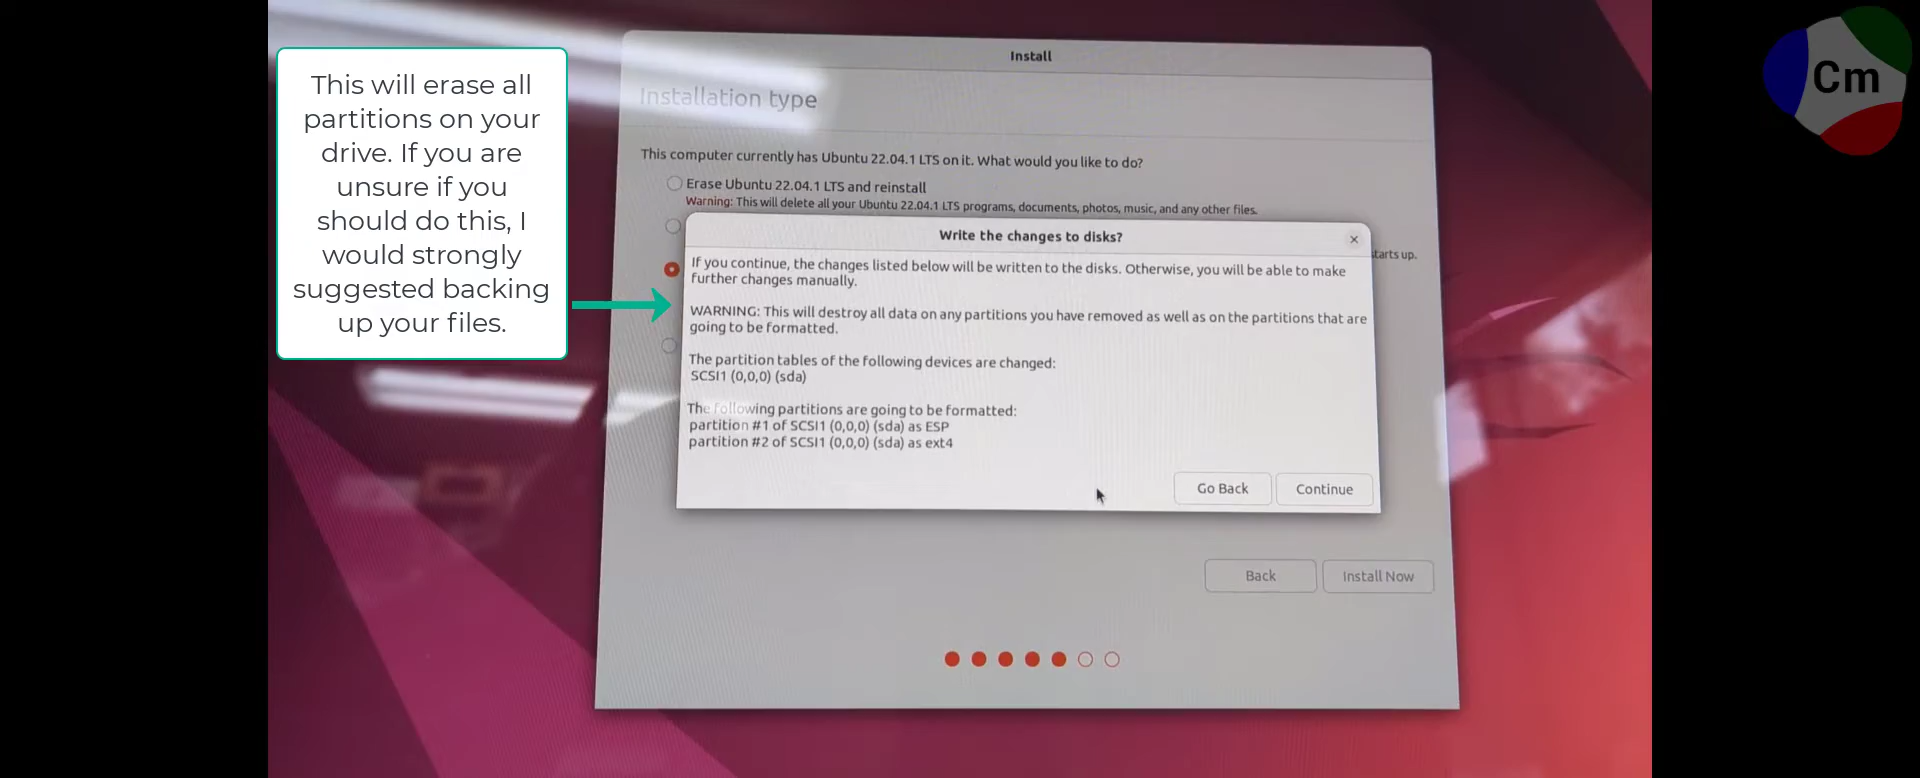 This will erase all
partitions on your
drive. If you are
unsure if you
should do this, I
would strongly
suggested backing
up your files.
Cm
Install
Installation type
This computer currently has Ubuntu 22.04.1 LTS on it. What would you like to do?
Erase Ubuntu 22.04.1 LTS and reinstall
Warning: This will delete all your Ubuntu 22.04.1 LTS programs, documents, photos, music, and any other files.
starts up.
Write the changes to disks?
If you continue, the changes listed below will be written to the disks. Otherwise, you will be able to make
further changes manually.
WARNING: This will destroy all data on any partitions you have removed as well as on the partitions that are
going to be formatted.
The partition tables of the following devices are changed:
SCSI1 (0,0,0) (sda)
The following partitions are going to be formatted:
partition #1 of SCSI1 (0,0,0) (sda) as ESP
partition #2 of SCSI1 (0,0,0) (sda) as ext4
Go Back
Continue
Back
Install Now